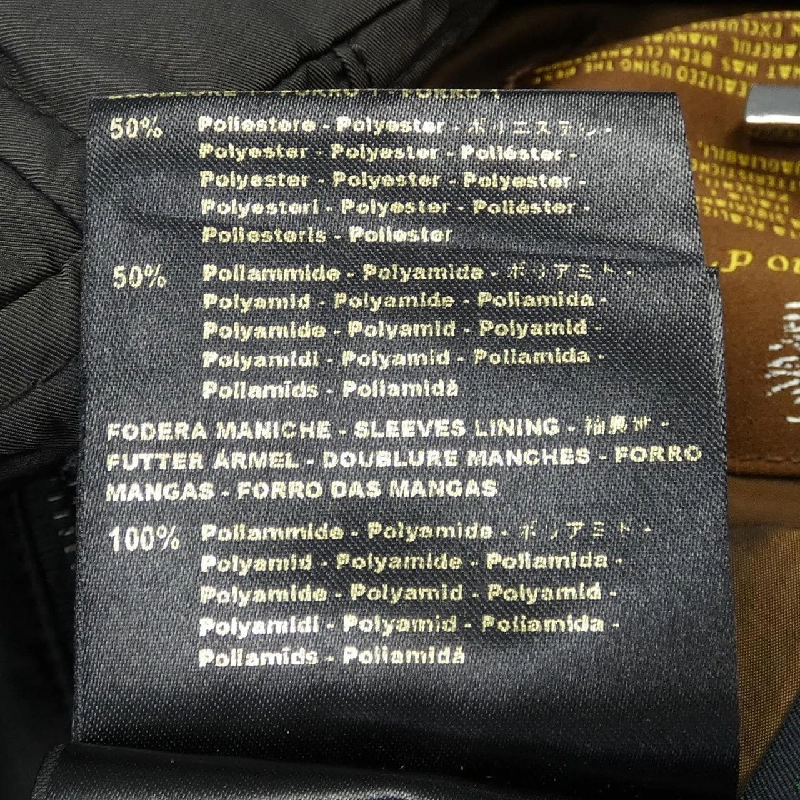 DOUBLURE - FORRO - FORRO :
50% Poliestere - Polyester - ポリエステル -
Polyester - Polyester - Poliéster -
Polyester - Polyester - Polyester -
Polyesteri - Polyester - Poliéster -
Poliesteris - Poliester
50% Poliammide - Polyamide - ポリアミド -
Polyamid - Polyamide - Poliamida -
Polyamide - Polyamid - Polyamid -
Polyamidi - Polyamid - Poliamida -
Poliamīds - Poliamidă
FODERA MANICHE - SLEEVES LINING - 袖裏地 -
FUTTER ÄRMEL - DOUBLURE MANCHES - FORRO
MANGAS - FORRO DAS MANGAS
100% Poliammide - Polyamide - ポリアミド -
Polyamid - Polyamide - Poliamida -
Polyamide - Polyamid - Polyamid -
Polyamidi - Polyamid - Poliamida -
Poliamīds - Poliamidă